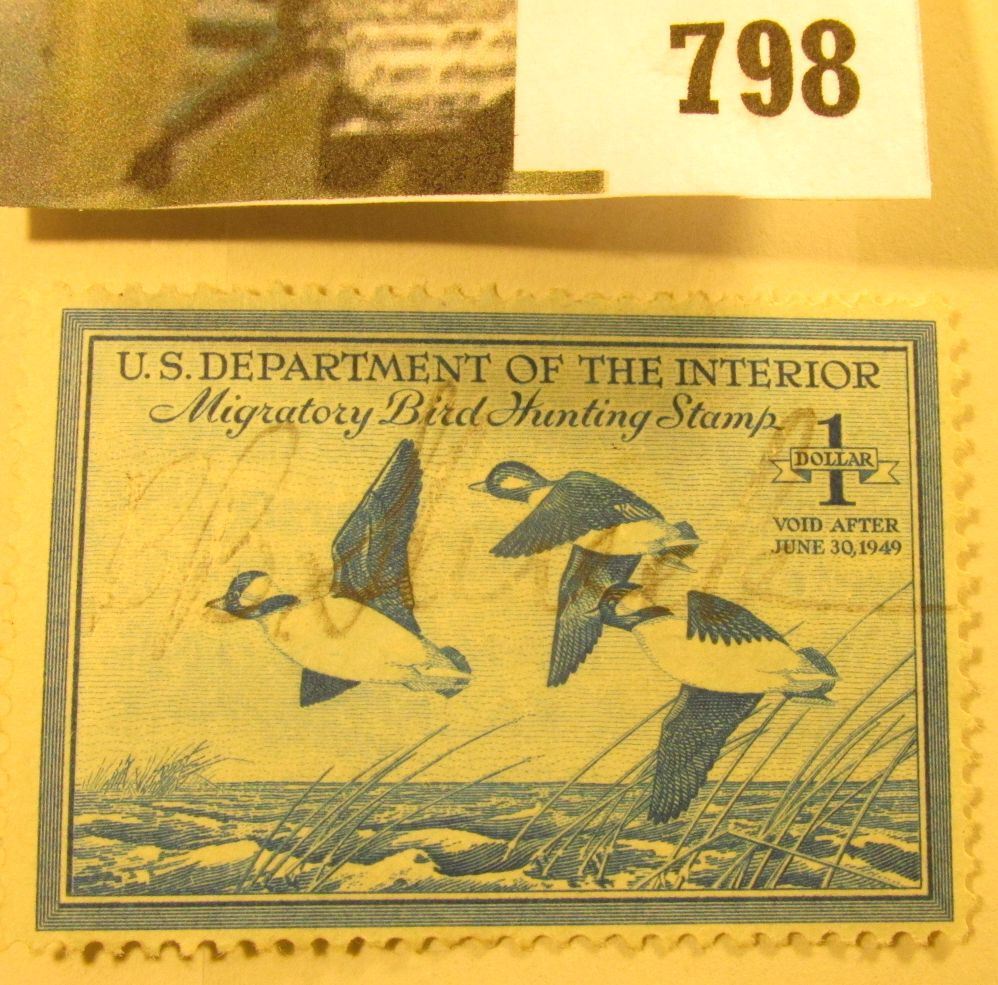 798
U.S. DEPARTMENT OF THE INTERIOR
Migratory Bird Hunting Stamp
1
DOLLAR
VOID AFTER
JUNE 30, 1949